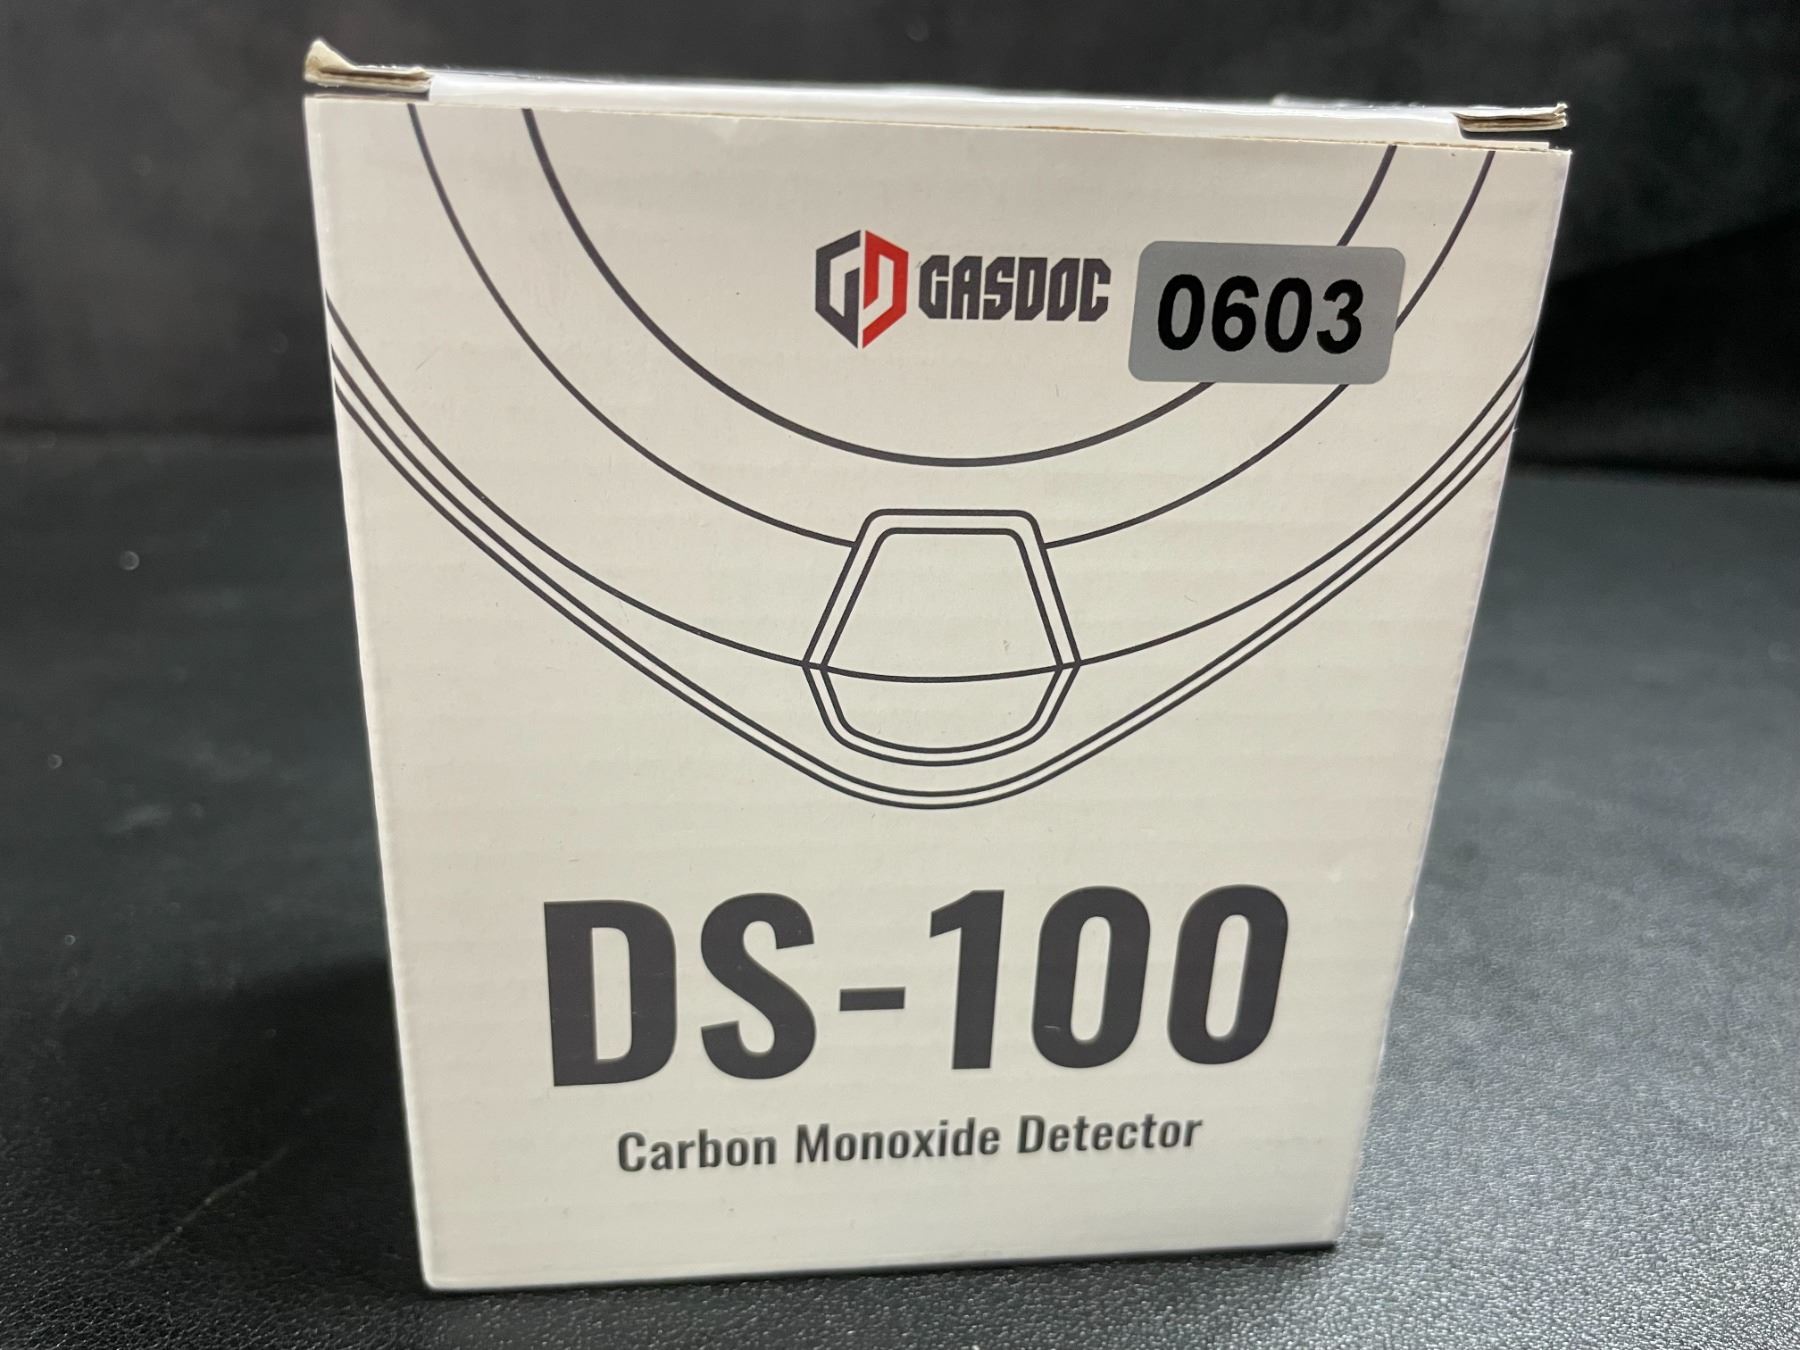 GASDOC
0603
DS-100
Carbon Monoxide Detector